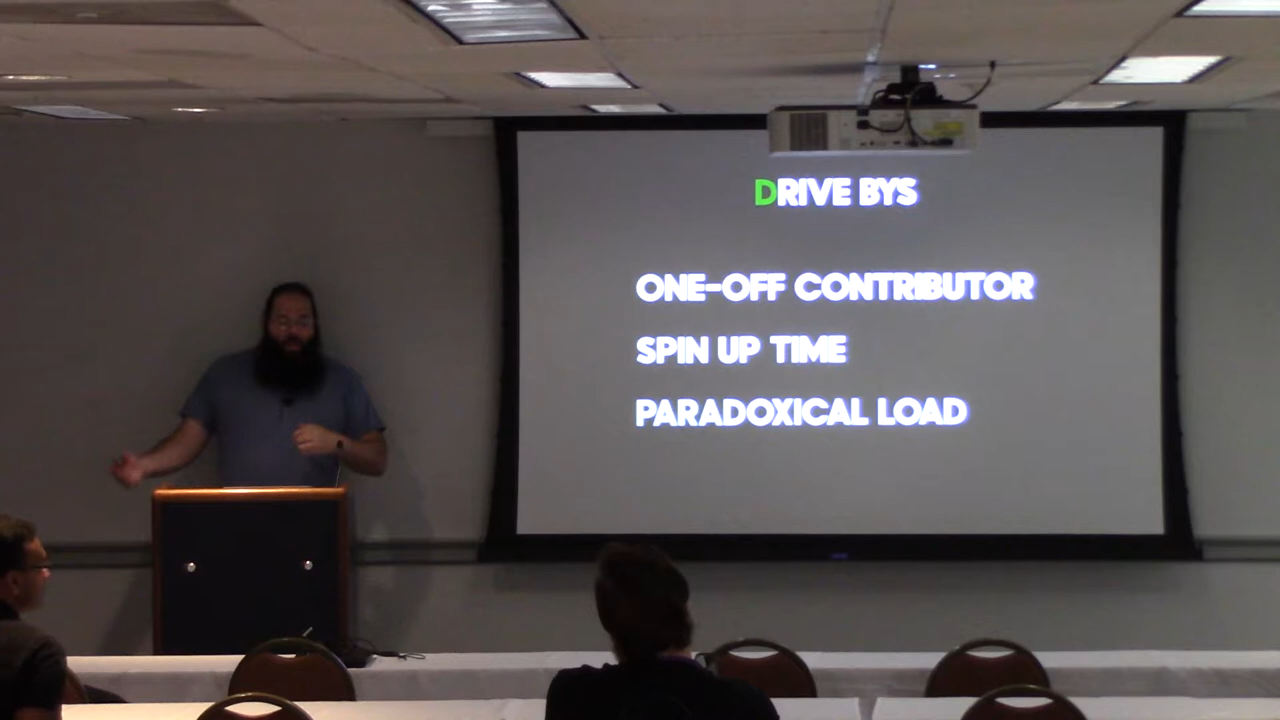 DRIVE BYS
ONE-OFF CONTRIBUTOR
SPIN UP TIME
PARADOXICAL LOAD